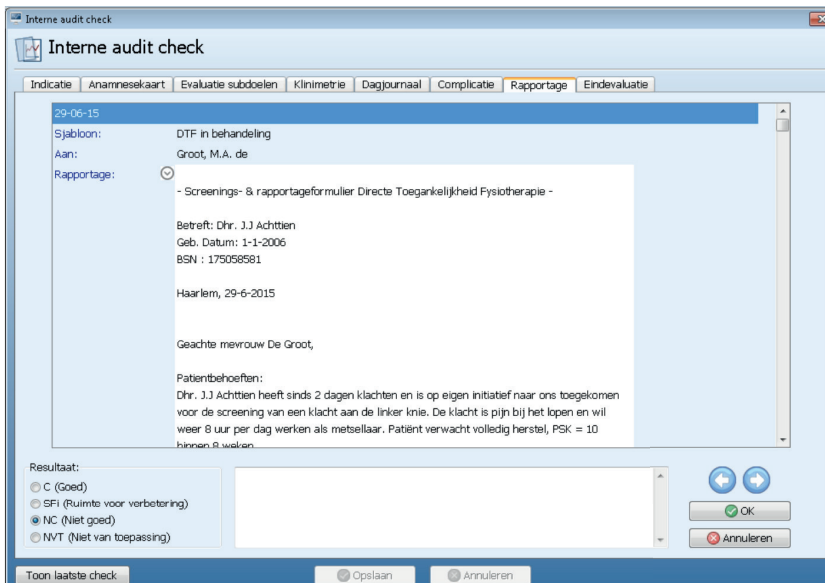 Interne audit check
Interne audit check
Indicatie Anamnesekaart Evaluatie subdoelen Klinimetrie Dagjournaal Complicatie Rapportage Eindevaluatie
29-06-15
Sjabloon: DTF in behandeling
Aan: Groot, M.A. de
Rapportage:
- Screenings- & rapportageformulier Directe Toegankelijkheid Fysiotherapie -
Betreft: Dhr. J.J Achttien
Geb. Datum: 1-1-2006
BSN : 175058581
Haarlem, 29-6-2015
Geachte mevrouw De Groot,
Patientbehoeften:
Dhr. J.J Achttien heeft sinds 2 dagen klachten en is op eigen initiatief naar ons toegekomen
voor de screening van een klacht aan de linker knie. De klacht is pijn bij het lopen en wil
weer 8 uur per dag werken als metsellaar. Patiënt verwacht volledig herstel, PSK = 10
binnen 8 weken
Resultaat:
C (Goed)
SFi (Ruimte voor verbetering)
NC (Niet goed)
NVT (Niet van toepassing)
OK
Annuleren
Toon laatste check Opslaan Annuleren